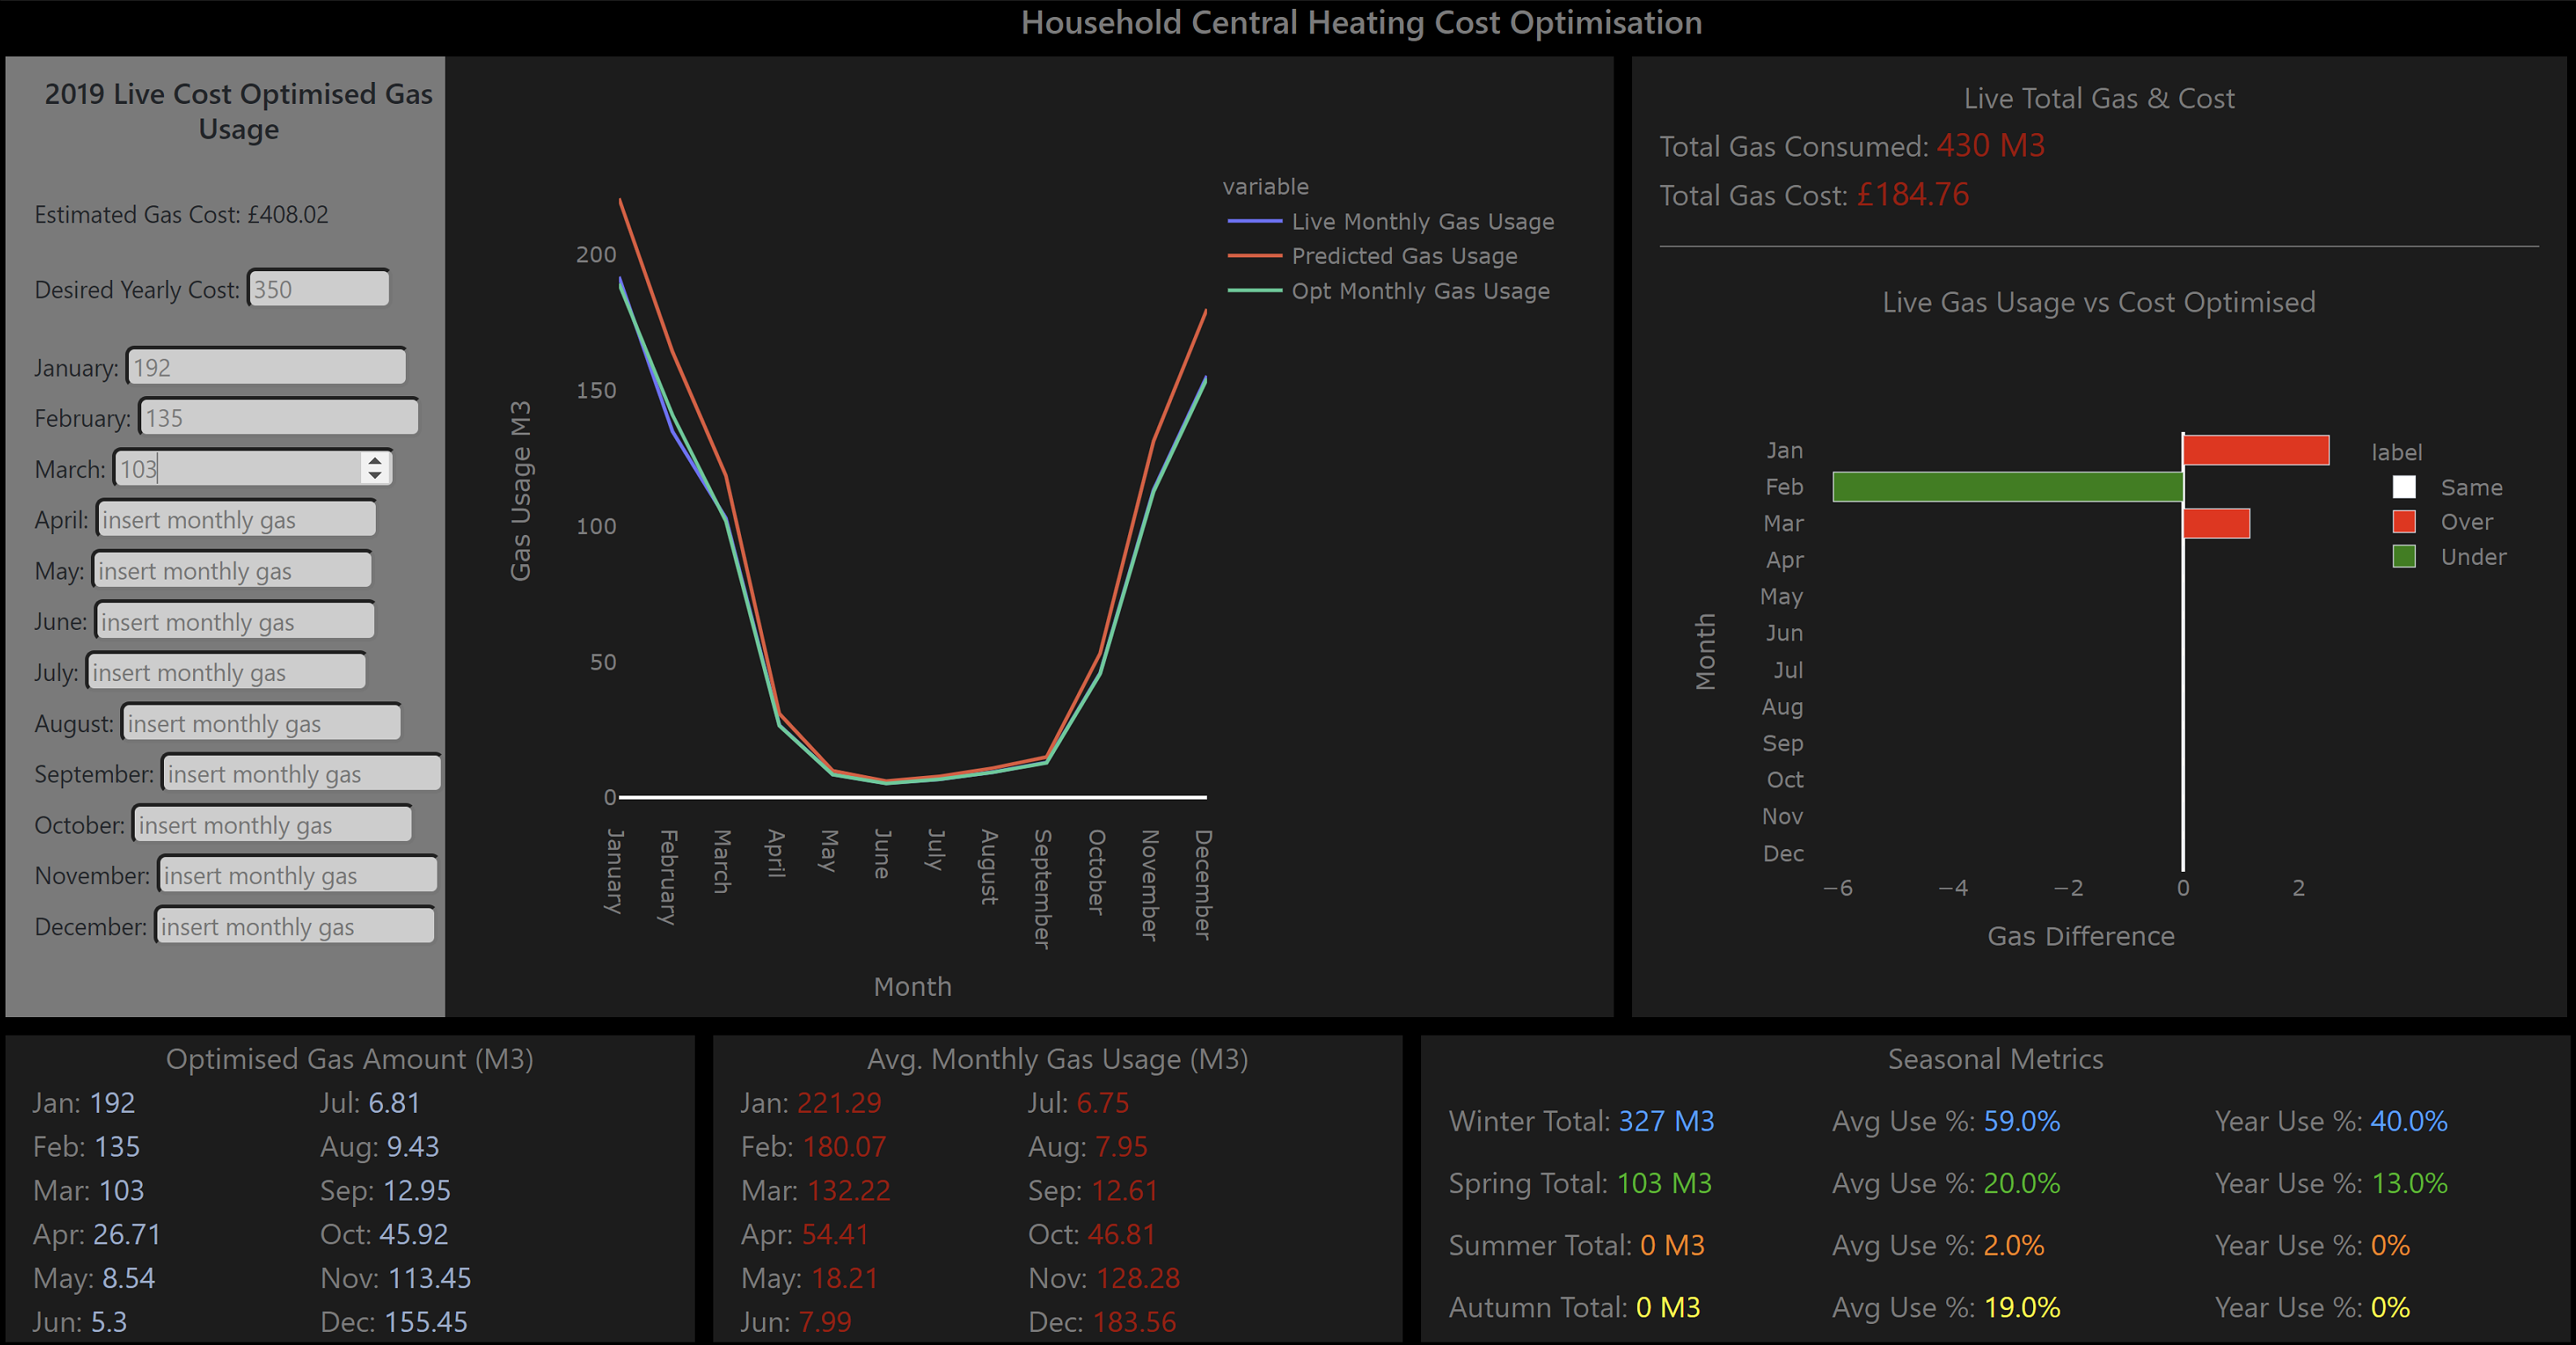 Household Central Heating Cost Optimisation
2019 Live Cost Optimised Gas
Usage
Estimated Gas Cost: £408.02
Desired Yearly Cost: 350
January: 192
February: 135
March: 103
April: insert monthly gas
May: insert monthly gas
June: insert monthly gas
July: insert monthly gas
August: insert monthly gas
September: insert monthly gas
October: insert monthly gas
November: insert monthly gas
December: insert monthly gas
variable
Live Monthly Gas Usage
Predicted Gas Usage
Opt Monthly Gas Usage
200
150
100
50
0
Gas Usage M3
January
February
March
April
May
June
July
August
September
October
November
December
Month
Live Total Gas & Cost
Total Gas Consumed: 430 M3
Total Gas Cost: £184.76
Live Gas Usage vs Cost Optimised
Month
Jan
Feb
Mar
Apr
May
Jun
Jul
Aug
Sep
Oct
Nov
Dec
−6 −4 −2 0 2
Gas Difference
label
Same
Over
Under
Optimised Gas Amount (M3)
Jan: 192 Jul: 6.81
Feb: 135 Aug: 9.43
Mar: 103 Sep: 12.95
Apr: 26.71 Oct: 45.92
May: 8.54 Nov: 113.45
Jun: 5.3 Dec: 155.45
Avg. Monthly Gas Usage (M3)
Jan: 221.29 Jul: 6.75
Feb: 180.07 Aug: 7.95
Mar: 132.22 Sep: 12.61
Apr: 54.41 Oct: 46.81
May: 18.21 Nov: 128.28
Jun: 7.99 Dec: 183.56
Seasonal Metrics
Winter Total: 327 M3 Avg Use %: 59.0% Year Use %: 40.0%
Spring Total: 103 M3 Avg Use %: 20.0% Year Use %: 13.0%
Summer Total: 0 M3 Avg Use %: 2.0% Year Use %: 0%
Autumn Total: 0 M3 Avg Use %: 19.0% Year Use %: 0%